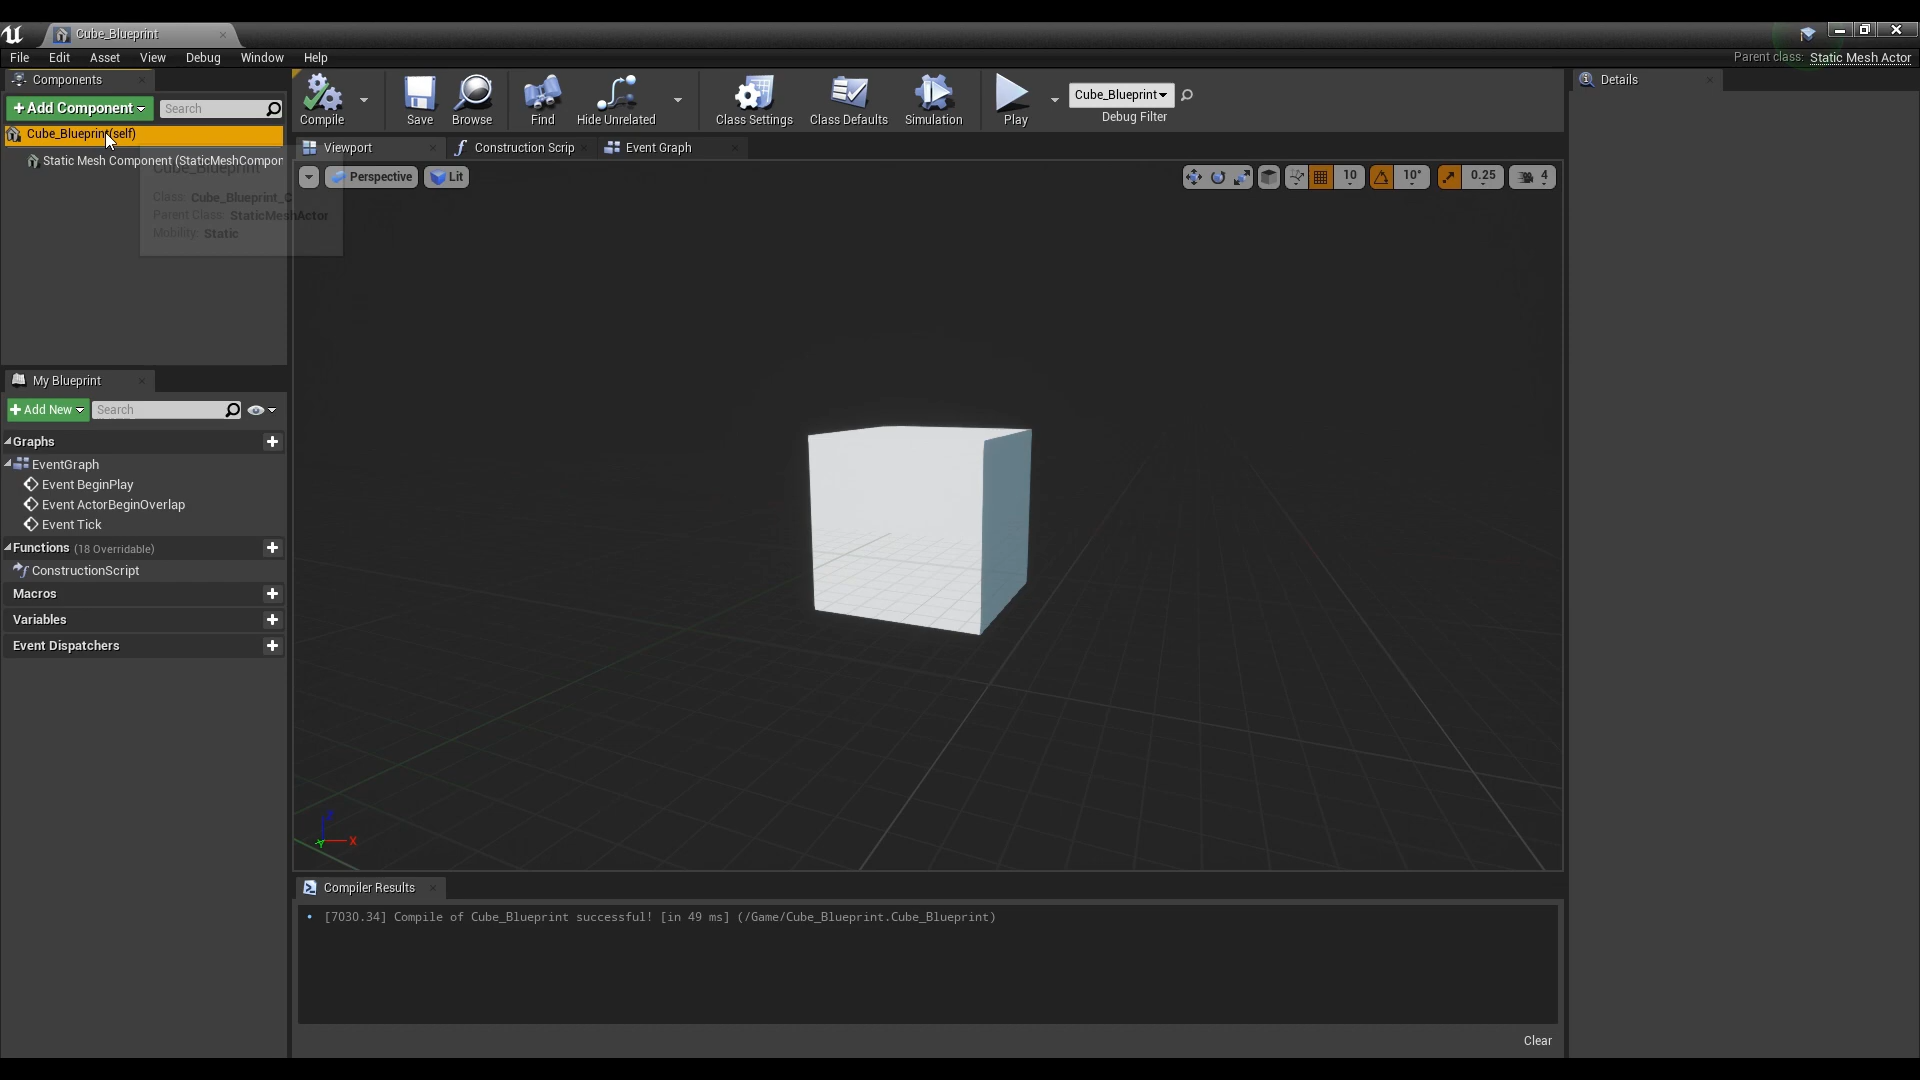 Cube_Blueprint
File Edit Asset View Debug Window Help
Parent class: Static Mesh Actor
Components
+ Add Component
Search
Cube_Blueprint(self)
Static Mesh Component (StaticMeshCompon
Cube_Blueprint
Class: Cube_Blueprint_C
Parent Class: StaticMeshActor
Mobility: Static
My Blueprint
+ Add New
Search
Graphs
EventGraph
Event BeginPlay
Event ActorBeginOverlap
Event Tick
Functions (18 Overridable)
ConstructionScript
Macros
Variables
Event Dispatchers
Compile Save Browse Find Hide Unrelated Class Settings Class Defaults Simulation Play
Cube_Blueprint
Debug Filter
Viewport Construction Scrip Event Graph
Perspective Lit 10 10° 0.25 4
Z
Y X
Compiler Results
[7030.34] Compile of Cube_Blueprint successful! [in 49 ms] (/Game/Cube_Blueprint.Cube_Blueprint)
Clear
Details